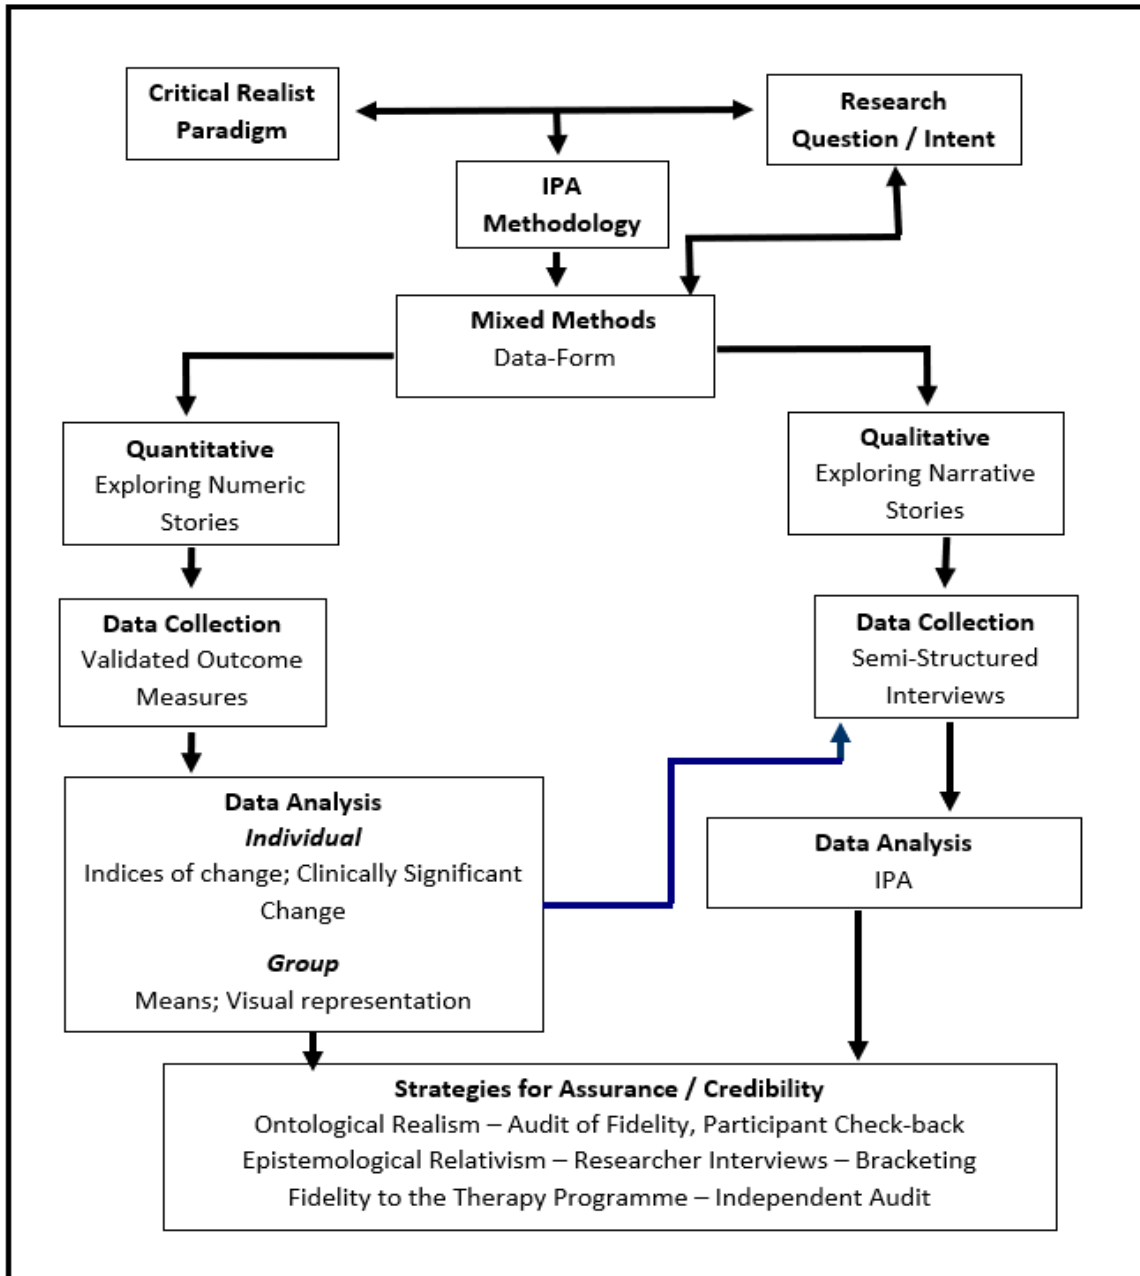 Critical Realist
Paradigm
Research
Question / Intent
IPA
Methodology
Mixed Methods
Data-Form
Quantitative
Exploring Numeric
Stories
Qualitative
Exploring Narrative
Stories
Data Collection
Validated Outcome
Measures
Data Collection
Semi-Structured
Interviews
Data Analysis
Individual
Indices of change; Clinically Significant
Change
Group
Means; Visual representation
Data Analysis
IPA
Strategies for Assurance / Credibility
Ontological Realism – Audit of Fidelity, Participant Check-back
Epistemological Relativism – Researcher Interviews – Bracketing
Fidelity to the Therapy Programme – Independent Audit